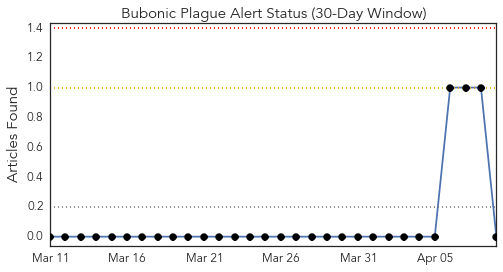 Bubonic Plague Alert Status (30-Day Window)
Articles Found
1.4
1.2
1.0
0.8
0.6
0.4
0.2
0.0
Mar 11 Mar 16 Mar 21 Mar 26 Mar 31 Apr 05